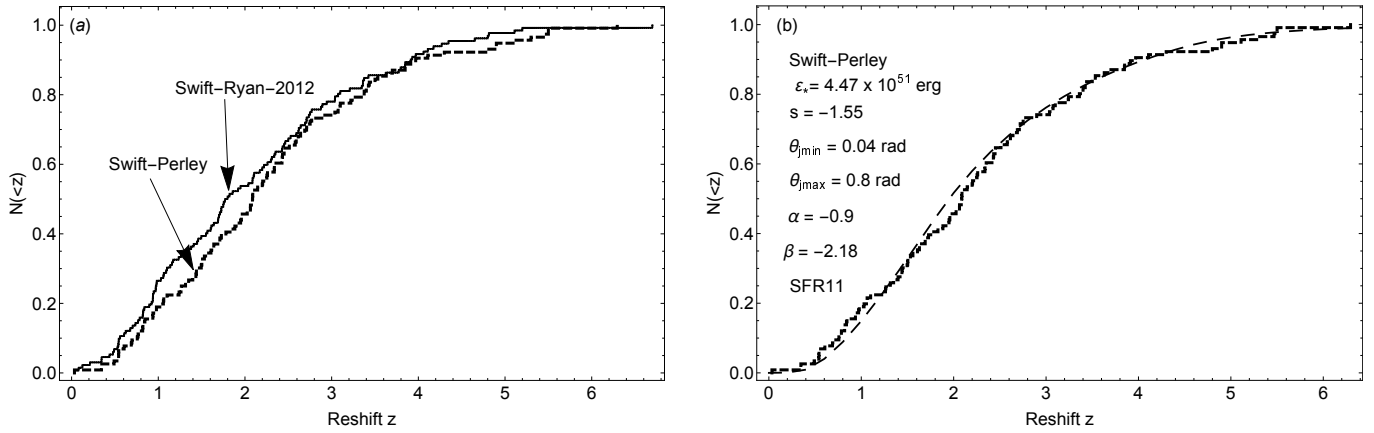 (a)
1.0
0.8
0.6
0.4
0.2
0.0
N(<z)
Swift-Ryan-2012
Swift-Perley
0 1 2 3 4 5 6
Reshift z
(b)
1.0
0.8
0.6
0.4
0.2
0.0
N(<z)
Swift-Perley
ε* = 4.47 x 10^51 erg
s = -1.55
θjmin = 0.04 rad
θjmax = 0.8 rad
α = -0.9
β = -2.18
SFR11
0 1 2 3 4 5 6
Reshift z